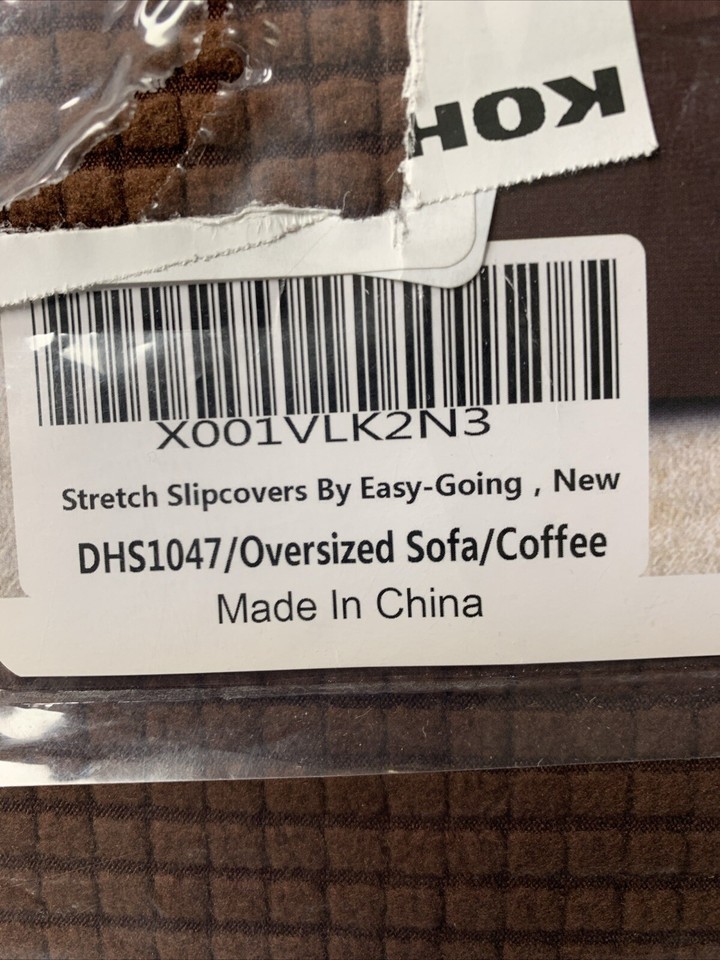 KOH
X001VLK2N3
Stretch Slipcovers By Easy-Going , New
DHS1047/Oversized Sofa/Coffee
Made In China